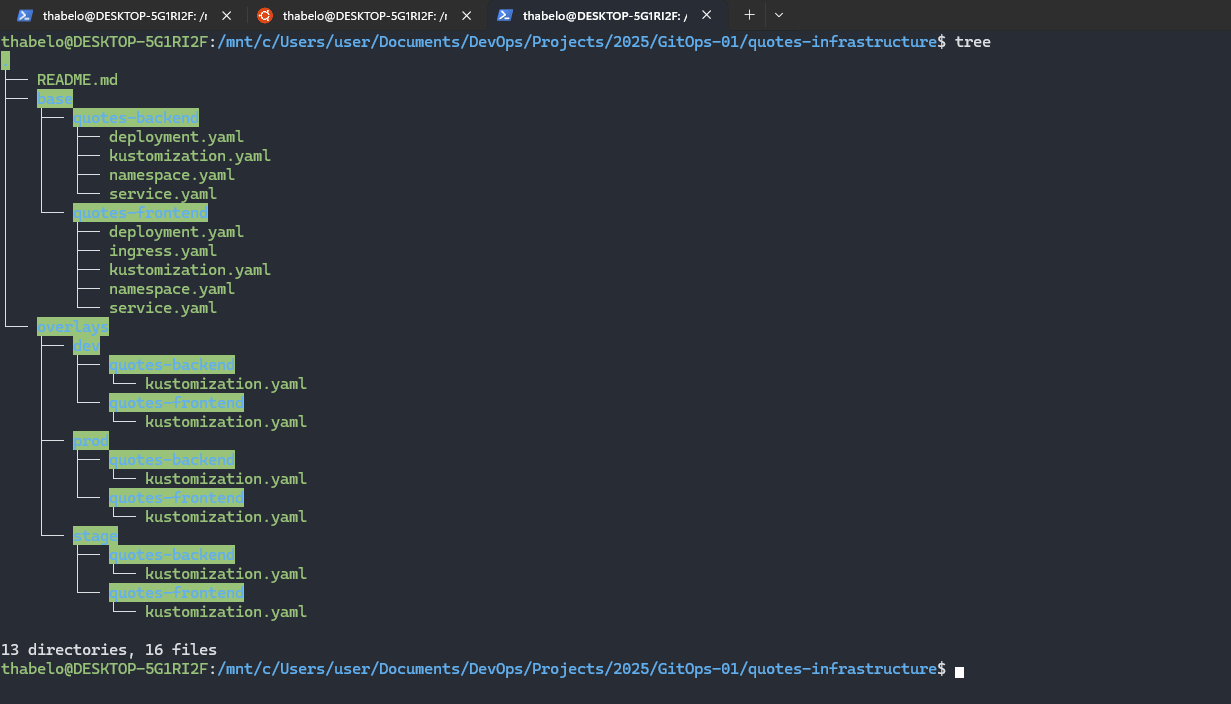 thabelo@DESKTOP-5G1RI2F: /r
thabelo@DESKTOP-5G1RI2F: /r
thabelo@DESKTOP-5G1RI2F: /
thabelo@DESKTOP-5G1RI2F:/mnt/c/Users/user/Documents/DevOps/Projects/2025/GitOps-01/quotes-infrastructure$ tree
.
├── README.md
├── base
│   ├── quotes-backend
│   │   ├── deployment.yaml
│   │   ├── kustomization.yaml
│   │   ├── namespace.yaml
│   │   └── service.yaml
│   └── quotes-frontend
│       ├── deployment.yaml
│       ├── ingress.yaml
│       ├── kustomization.yaml
│       ├── namespace.yaml
│       └── service.yaml
└── overlays
    ├── dev
    │   ├── quotes-backend
    │   │   └── kustomization.yaml
    │   └── quotes-frontend
    │       └── kustomization.yaml
    ├── prod
    │   ├── quotes-backend
    │   │   └── kustomization.yaml
    │   └── quotes-frontend
    │       └── kustomization.yaml
    └── stage
        ├── quotes-backend
        │   └── kustomization.yaml
        └── quotes-frontend
            └── kustomization.yaml
13 directories, 16 files
thabelo@DESKTOP-5G1RI2F:/mnt/c/Users/user/Documents/DevOps/Projects/2025/GitOps-01/quotes-infrastructure$